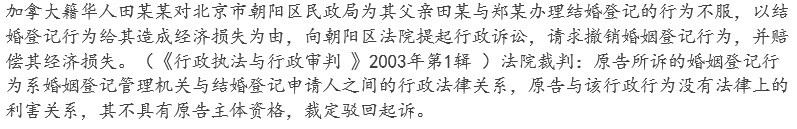 加拿大籍华人田某某对北京市朝阳区民政局为其父亲田某与郑某办理结婚登记的行为不服，以结
婚登记行为给其造成经济损失为由，向朝阳区法院提起行政诉讼，请求撤销婚姻登记行为，并赔
偿其经济损失。（《行政执法与行政审判 》2003年第1辑 ）法院裁判：原告所诉的婚姻登记行
为系婚姻登记管理机关与结婚登记申请人之间的行政法律关系，原告与该行政行为没有法律上的
利害关系，其不具有原告主体资格，裁定驳回起诉。